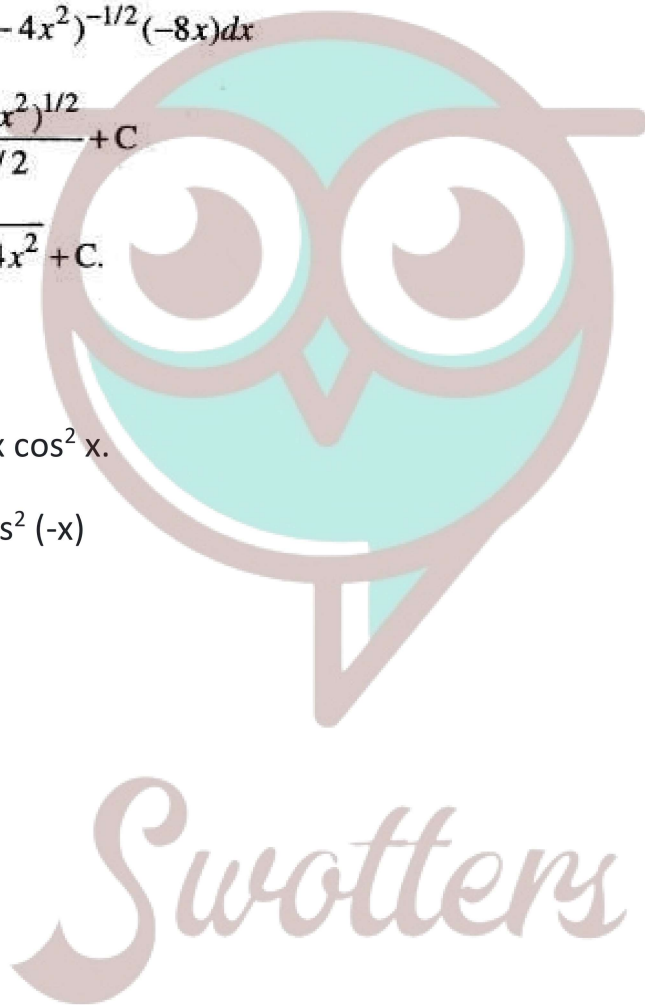 - 4x²)^{-1/2}(-8x)dx
x²)^{1/2}
/2 +C
4x² +C.
x cos² x.
s² (-x)
Swotters